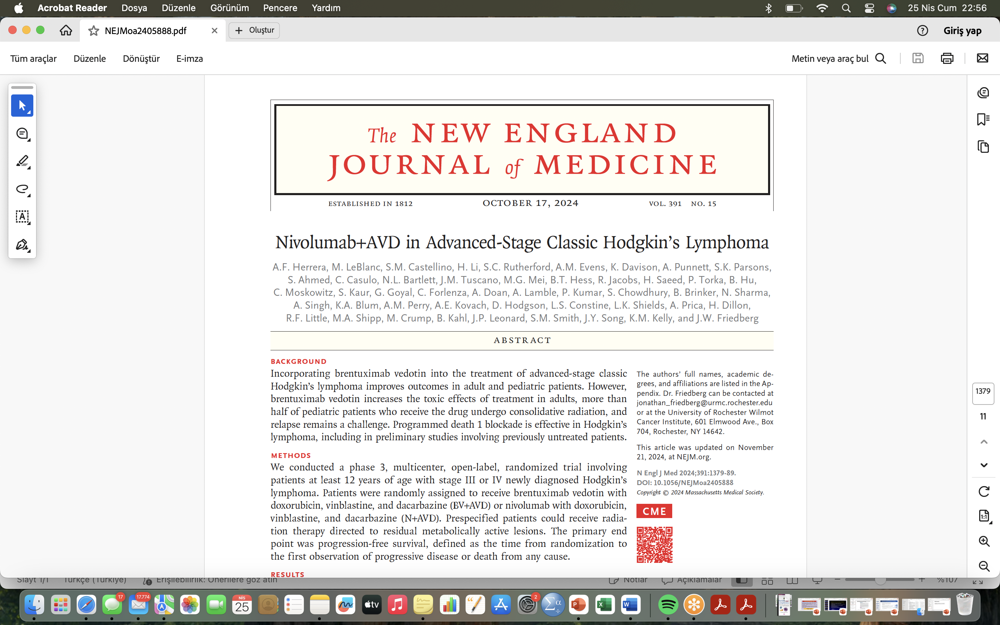 Acrobat Reader Dosya Düzenle Görünüm Pencere Yardım 25 Nis Cum 22:56
NEJMoa2405888.pdf Oluştur Giriş yap
Tüm araçlar Düzenle Dönüştür E-imza Metin veya araç bul
The NEW ENGLAND
JOURNAL of MEDICINE
ESTABLISHED IN 1812 OCTOBER 17, 2024 VOL. 391 NO. 15
Nivolumab+AVD in Advanced-Stage Classic Hodgkin’s Lymphoma
A.F. Herrera, M. LeBlanc, S.M. Castellino, H. Li, S.C. Rutherford, A.M. Evens, K. Davison, A. Punnett, S.K. Parsons,
S. Ahmed, C. Casulo, N.L. Bartlett, J.M. Tuscano, M.G. Mei, B.T. Hess, R. Jacobs, H. Saeed, P. Torka, B. Hu,
C. Moskowitz, S. Kaur, G. Goyal, C. Forlenza, A. Doan, A. Lamble, P. Kumar, S. Chowdhury, B. Brinker, N. Sharma,
A. Singh, K.A. Blum, A.M. Perry, A.E. Kovach, D. Hodgson, L.S. Constine, L.K. Shields, A. Prica, H. Dillon,
R.F. Little, M.A. Shipp, M. Crump, B. Kahl, J.P. Leonard, S.M. Smith, J.Y. Song, K.M. Kelly, and J.W. Friedberg
ABSTRACT
BACKGROUND
Incorporating brentuximab vedotin into the treatment of advanced-stage classic
Hodgkin’s lymphoma improves outcomes in adult and pediatric patients. However,
brentuximab vedotin increases the toxic effects of treatment in adults, more than
half of pediatric patients who receive the drug undergo consolidative radiation, and
relapse remains a challenge. Programmed death 1 blockade is effective in Hodgkin’s
lymphoma, including in preliminary studies involving previously untreated patients.
METHODS
We conducted a phase 3, multicenter, open-label, randomized trial involving
patients at least 12 years of age with stage III or IV newly diagnosed Hodgkin’s
lymphoma. Patients were randomly assigned to receive brentuximab vedotin with
doxorubicin, vinblastine, and dacarbazine (BV+AVD) or nivolumab with doxorubicin,
vinblastine, and dacarbazine (N+AVD). Prespecified patients could receive radia-
tion therapy directed to residual metabolically active lesions. The primary end
point was progression-free survival, defined as the time from randomization to
the first observation of progressive disease or death from any cause.
RESULTS
The authors’ full names, academic de-
grees, and affiliations are listed in the Ap-
pendix. Dr. Friedberg can be contacted at
jonathan_friedberg@urmc.rochester.edu
or at the University of Rochester Wilmot
Cancer Institute, 601 Elmwood Ave., Box
704, Rochester, NY 14642.
This article was updated on November
21, 2024, at NEJM.org.
N Engl J Med 2024;391:1379-89.
DOI: 10.1056/NEJMoa2405888
Copyright © 2024 Massachusetts Medical Society.
CME
1379
11
1:1
Slayt 1/1 Türkçe (Türkiye) Erişilebilirlik: Önerilere göz atın Notlar Açıklamalar %107
17
17.774
NİS
25
tv
2
P
X
W